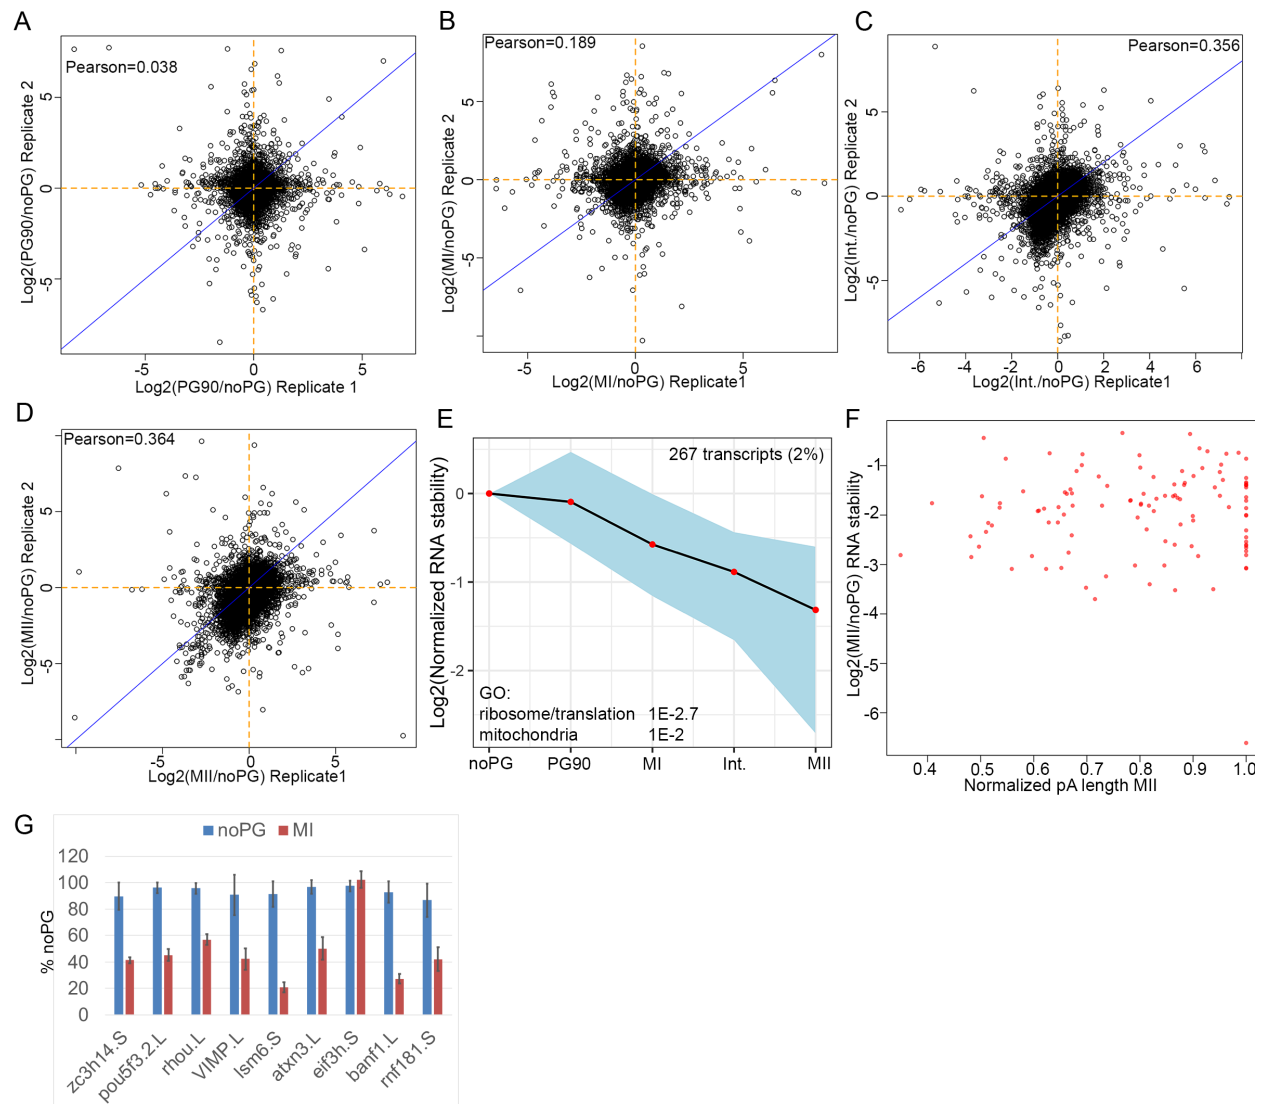 A
Pearson=0.038
Log2(PG90/noPG) Replicate 2
5
0
-5
-5
0
5
Log2(PG90/noPG) Replicate 1
B
Pearson=0.189
Log2(MI/noPG) Replicate 2
5
0
-5
-5
0
5
Log2(MI/noPG) Replicate1
C
Pearson=0.356
Log2(Int./noPG) Replicate 2
5
0
-5
-6
-4
-2
0
2
4
6
Log2(Int./noPG) Replicate1
D
Pearson=0.364
Log2(MII/noPG) Replicate 2
5
0
-5
-5
0
5
Log2(MII/noPG) Replicate1
E
267 transcripts (2%)
Log2(Normalized RNA stability)
0
-1
-2
GO:
ribosome/translation 1E-2.7
mitochondria 1E-2
noPG PG90 MI Int. MII
F
Log2(MII/noPG) RNA stability
-1
-2
-3
-4
-5
-6
0.4 0.5 0.6 0.7 0.8 0.9 1.0
Normalized pA length MII
G
noPG MI
% noPG
120
100
80
60
40
20
0
zc3h14.S
pou5f3.2.L
rhou.L
VIMP.L
lsm6.S
atxn3.L
eif3h.S
banf1.L
rnf181.S